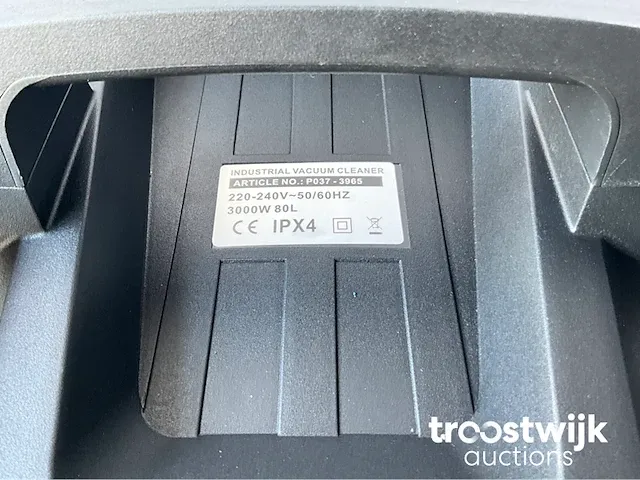 INDUSTRIAL VACUUM CLEANER
ARTICLE NO.: P037 - 3965
220-240V~50/60HZ
3000W 80L
CE IPX4
troostwijk
auctions